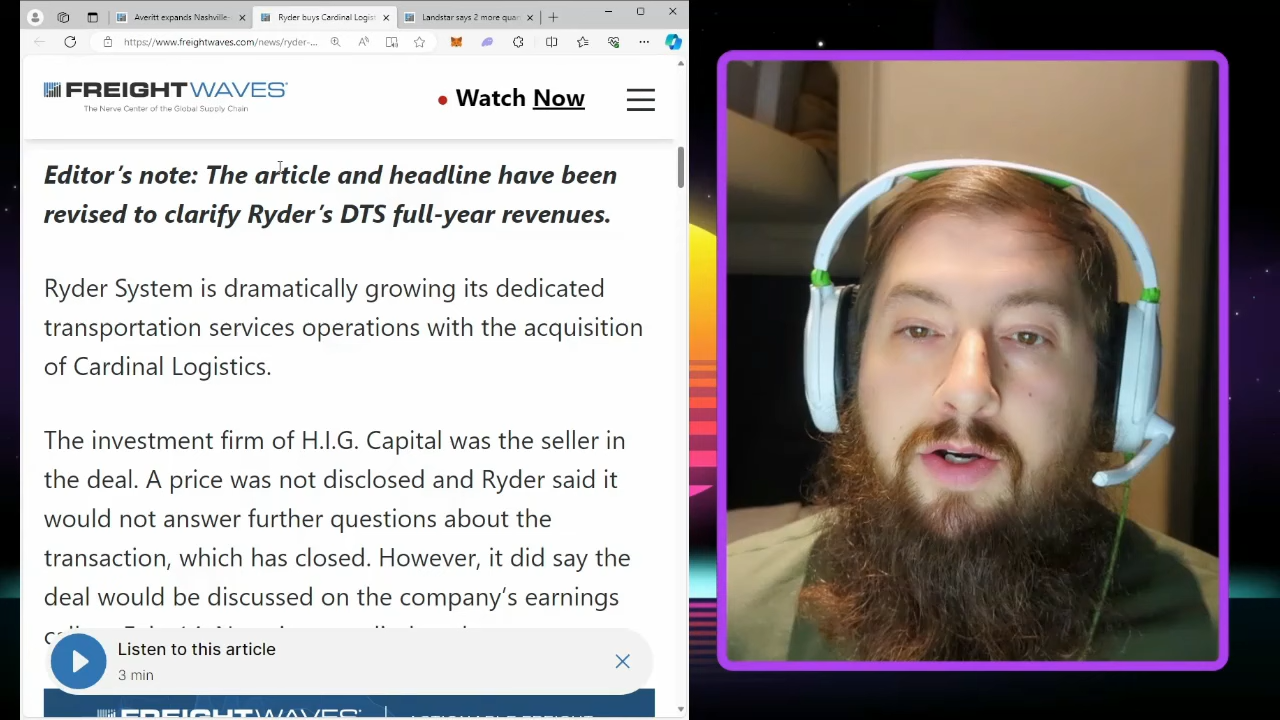 Averitt expands Nashville-
Ryder buys Cardinal Logist
Landstar says 2 more quar
https://www.freightwaves.com/news/ryder-...
FREIGHTWAVES
The Nerve Center of the Global Supply Chain
Watch Now
Editor's note: The article and headline have been
revised to clarify Ryder's DTS full-year revenues.
Ryder System is dramatically growing its dedicated
transportation services operations with the acquisition
of Cardinal Logistics.
The investment firm of H.I.G. Capital was the seller in
the deal. A price was not disclosed and Ryder said it
would not answer further questions about the
transaction, which has closed. However, it did say the
deal would be discussed on the company's earnings
Listen to this article
3 min
FREIGHTWAVES